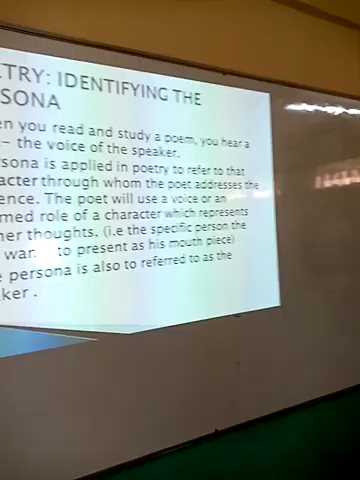 TRY: IDENTIFYING THE
SONA
en you read and study a poem, you hear a
– the voice of the speaker.
rsona is applied in poetry to refer to that
acter through whom the poet addresses the
ence. The poet will use a voice or an
med role of a character which represents
her thoughts. (i.e the specific person the
war to present as his mouth piece)
persona is also to referred to as the
ker .